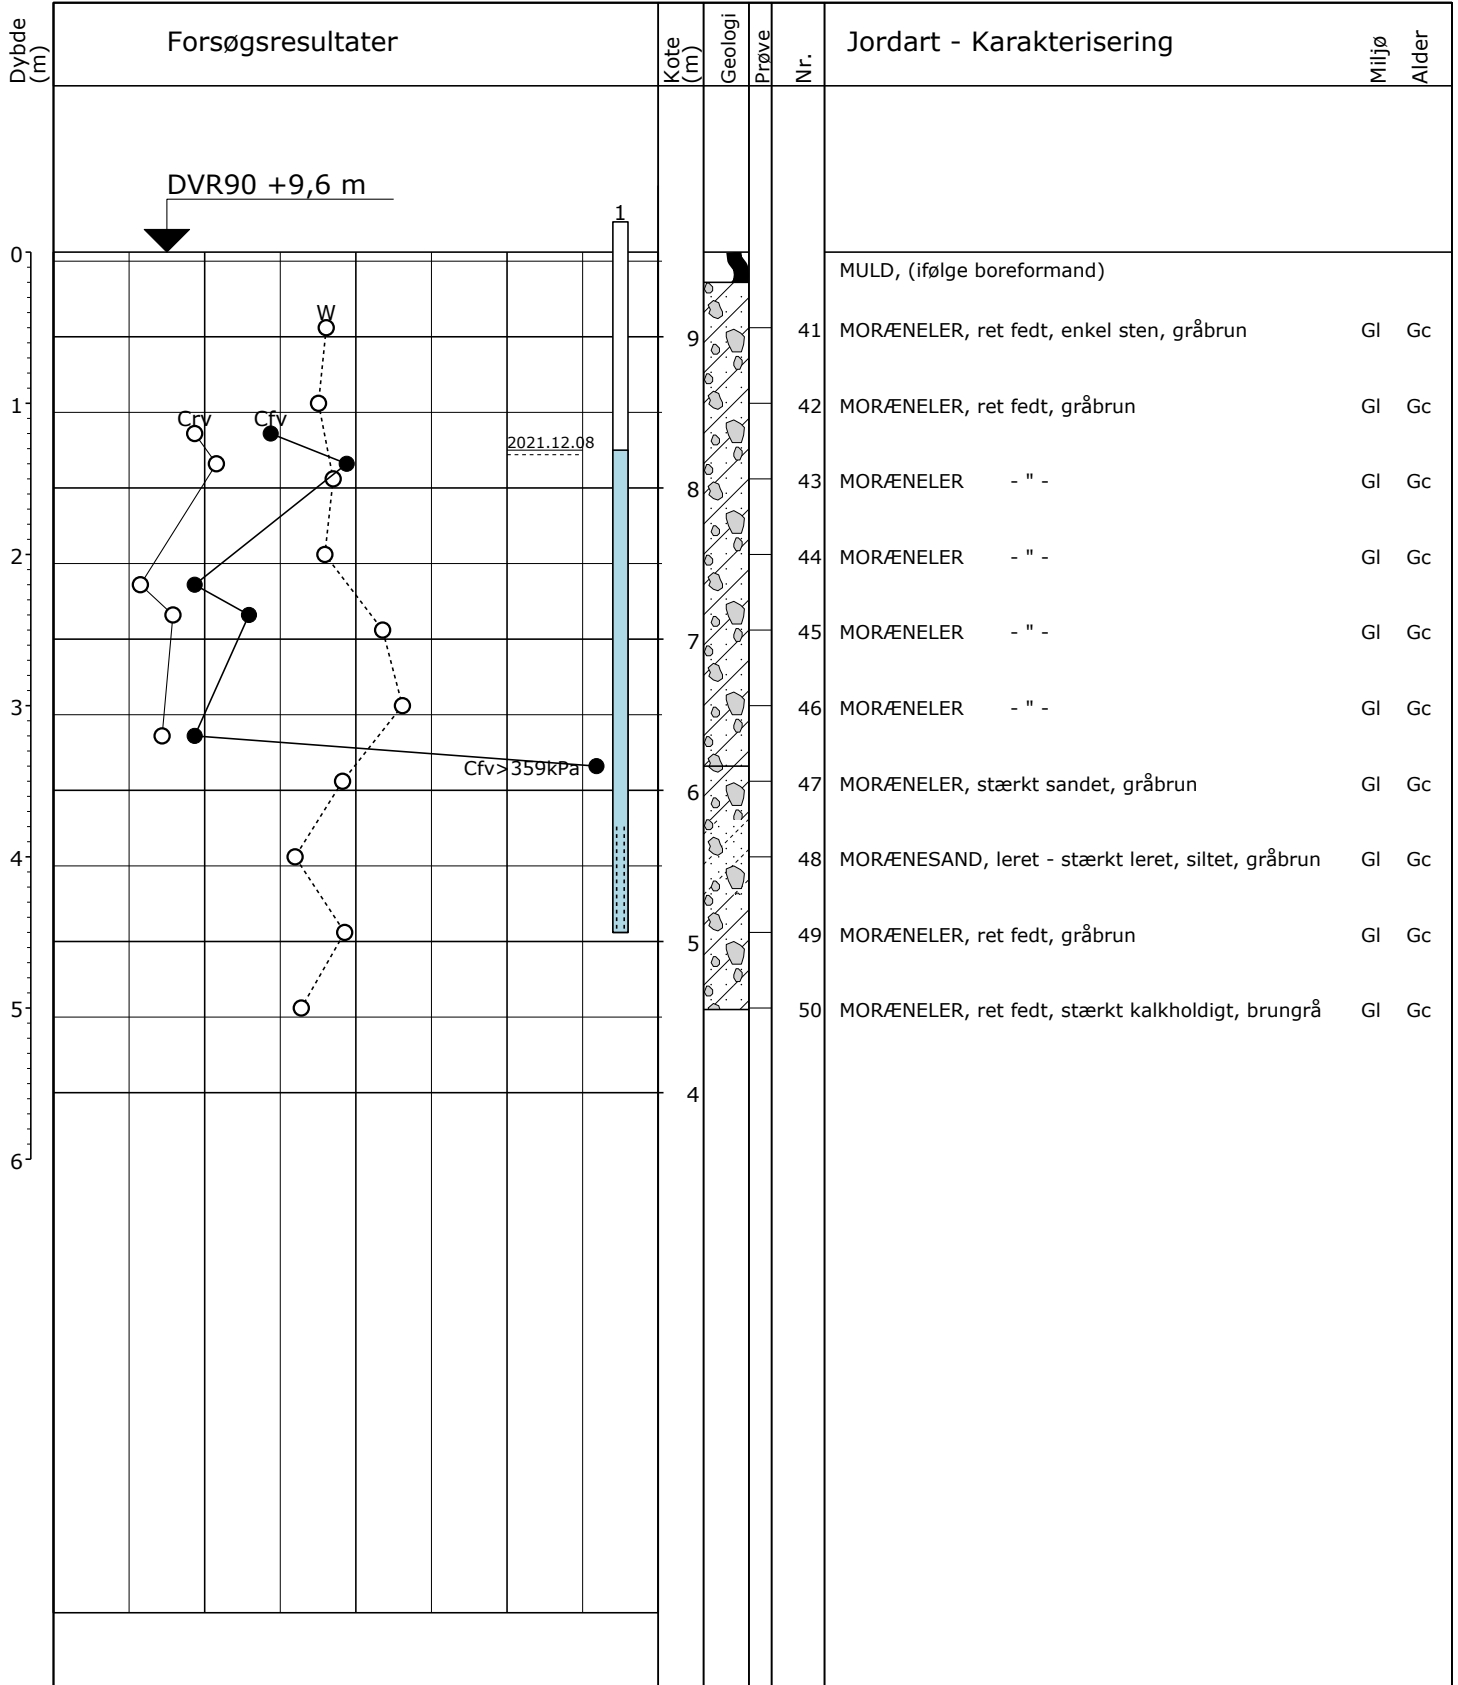 Dybde (m)
Forsøgsresultater
Kote (m)
Geologi
Prøve
Nr.
Jordart - Karakterisering
Miljø
Alder
DVR90 +9,6 m
1
0
MULD, (ifølge boreformand)
W
9
41 MORÆNELER, ret fedt, enkel sten, gråbrun Gl Gc
1
Crv Cfv
42 MORÆNELER, ret fedt, gråbrun Gl Gc
2021.12.08
8
43 MORÆNELER - " - Gl Gc
2
44 MORÆNELER - " - Gl Gc
7
45 MORÆNELER - " - Gl Gc
3
46 MORÆNELER - " - Gl Gc
Cfv>359kPa
6
47 MORÆNELER, stærkt sandet, gråbrun Gl Gc
4
48 MORÆNESAND, leret - stærkt leret, siltet, gråbrun Gl Gc
5
49 MORÆNELER, ret fedt, gråbrun Gl Gc
5
50 MORÆNELER, ret fedt, stærkt kalkholdigt, brungrå Gl Gc
4
6